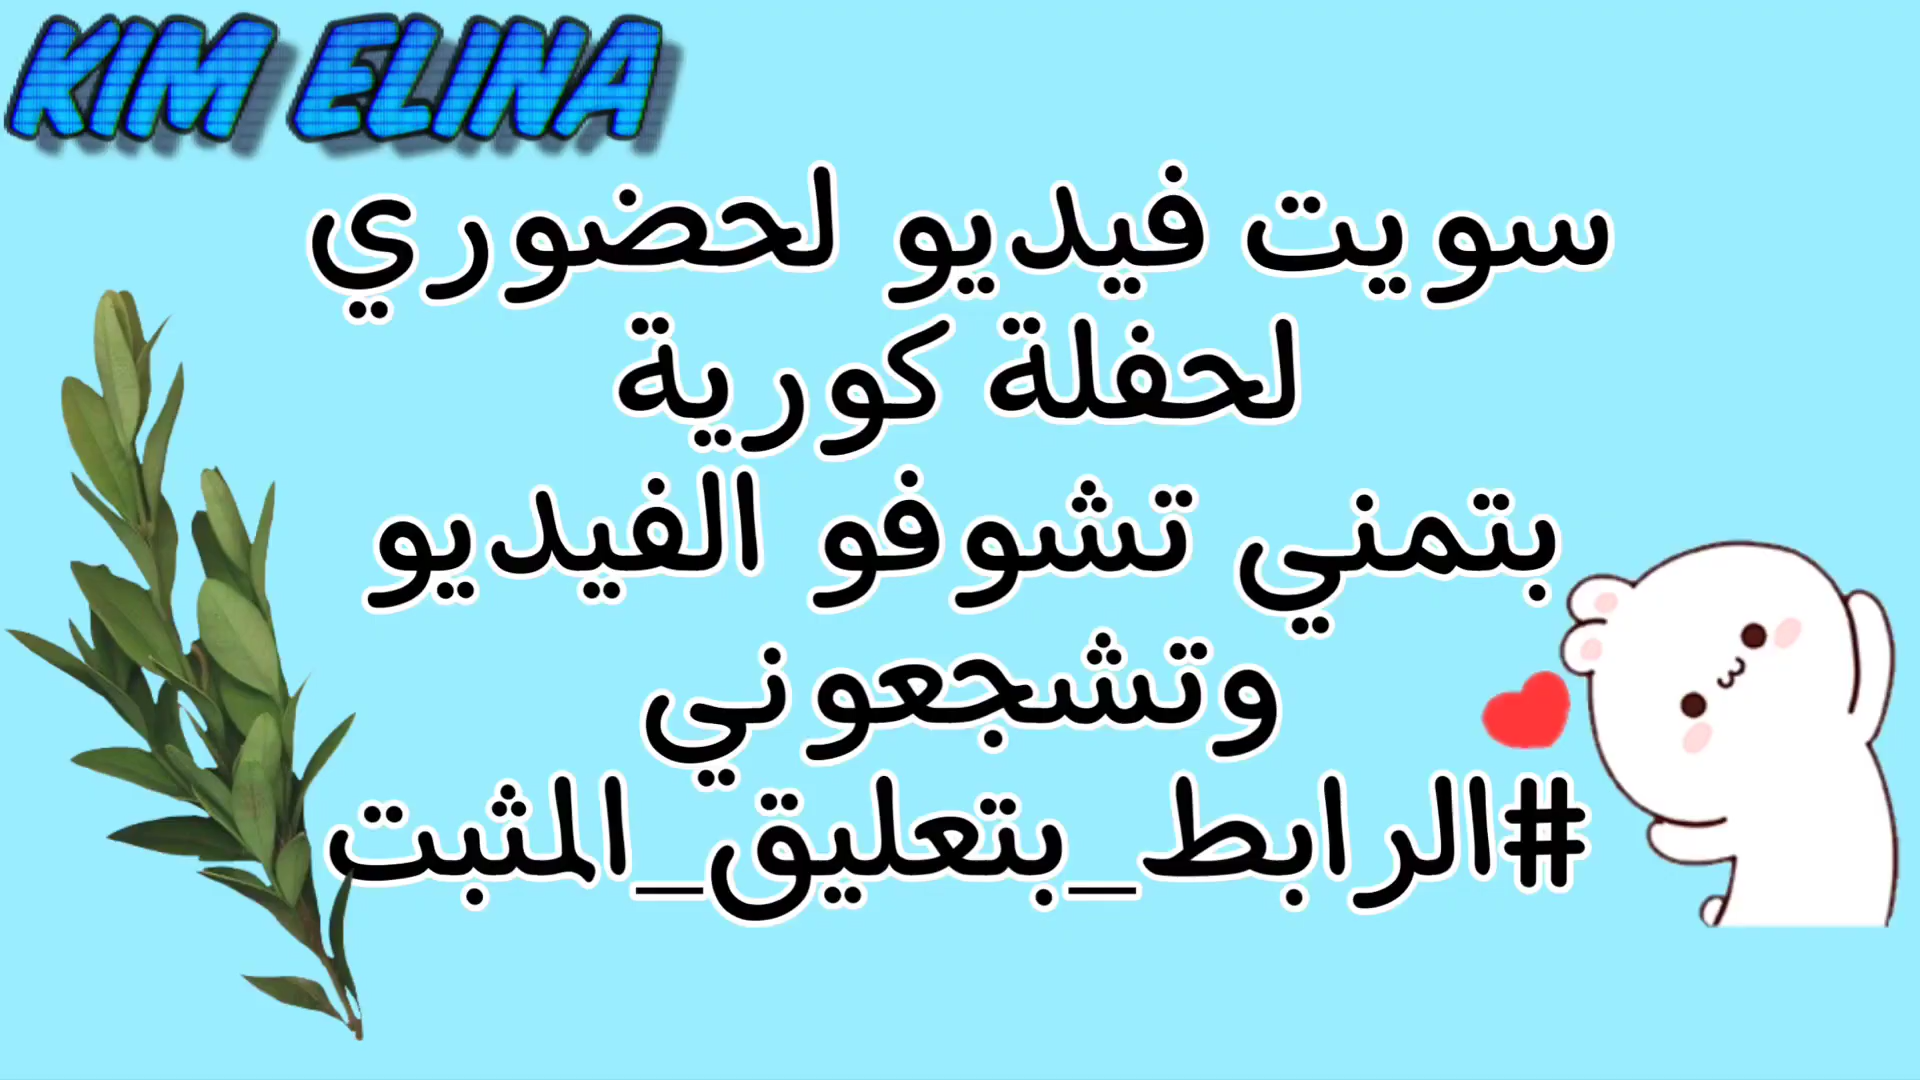 KIM ELINA
سويت فيديو لحضوري
لحفلة كورية
بتمني تشوفو الفيديو
وتشجعوني
#الرابط_بتعليق_المثبت